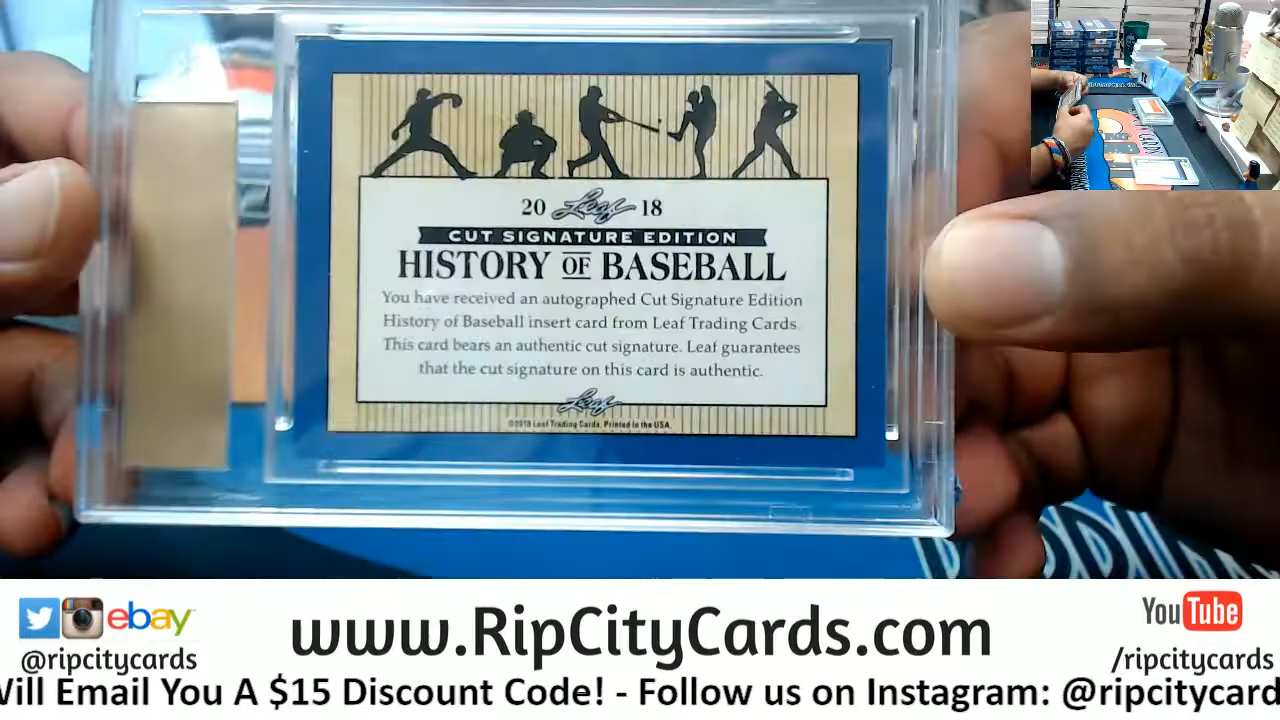 20 Leaf 18
CUT SIGNATURE EDITION
HISTORY OF BASEBALL
You have received an autographed Cut Signature Edition
History of Baseball insert card from Leaf Trading Cards.
This card bears an authentic cut signature. Leaf guarantees
that the cut signature on this card is authentic.
Leaf
©2018 Leaf Trading Cards. Printed in the USA.
ebay
@ripcitycards
www.RipCityCards.com
YouTube
/ripcitycards
Will Email You A $15 Discount Code! - Follow us on Instagram: @ripcitycard